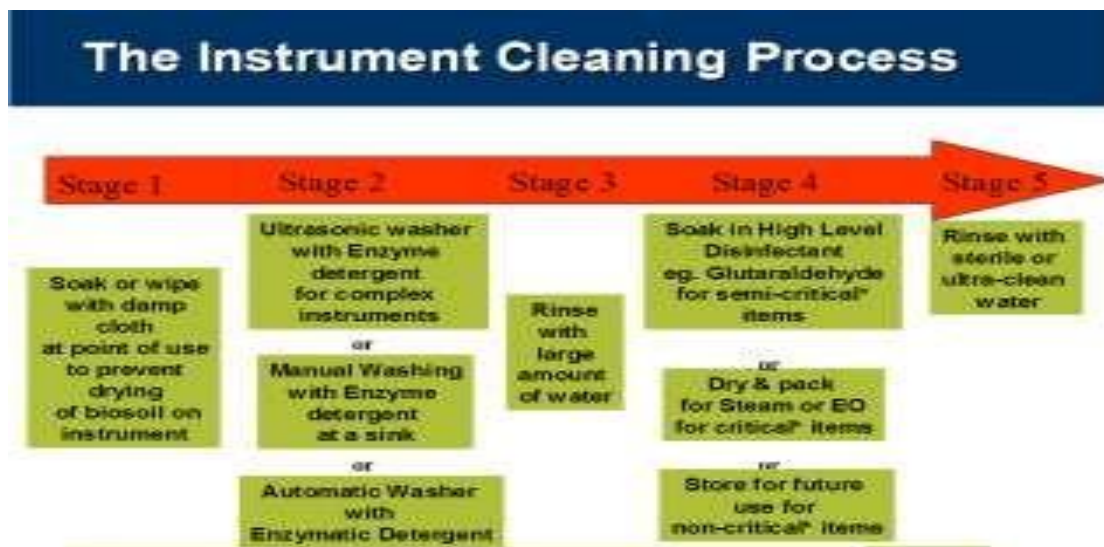 The Instrument Cleaning Process
Stage 1
Stage 2
Stage 3
Stage 4
Stage 5
Soak or wipe
with damp
cloth
at point of use
to prevent
drying
of biosoil on
instrument
Ultrasonic washer
with Enzyme
detergent
for complex
instruments
or
Manual Washing
with Enzyme
detergent
at a sink
or
Automatic Washer
with
Enzymatic Detergent
Rinse
with
large
amount
of water
Soak in High Level
Disinfectant
eg. Glutaraldehyde
for semi-critical*
items
or
Dry & pack
for Steam or EO
for critical* items
or
Store for future
use for
non-critical* items
Rinse with
sterile or
ultra-clean
water